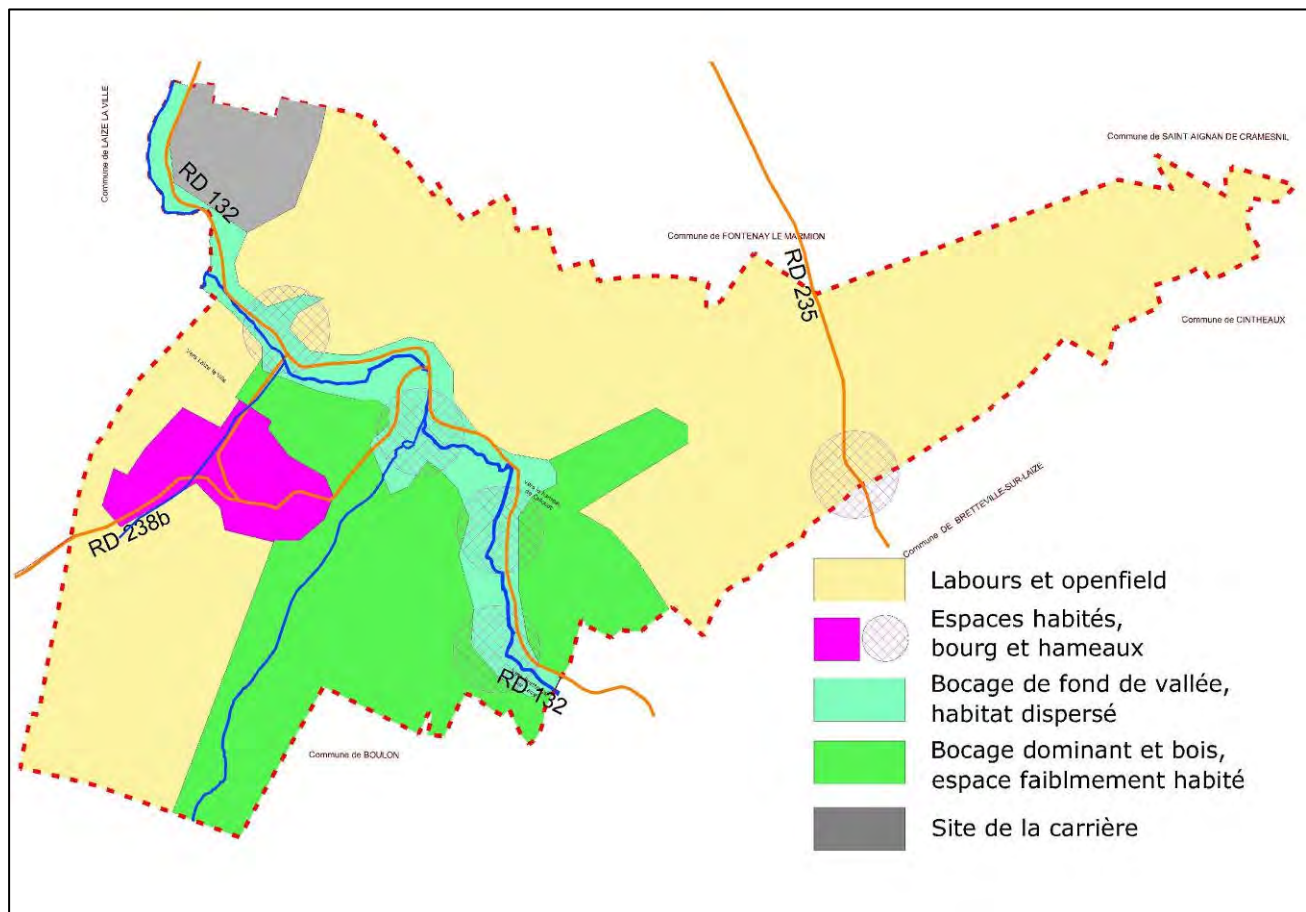 Commune de LAIZE LA VILLE
RD 132
Commune de SAINT AIGNAN DE CRAMESNIL
Commune de FONTENAY LE MARMION
RD 235
Commune de CINTHEAUX
Vers Laize la Ville
RD 238b
Commune DE BRETTEVILLE-SUR-LAIZE
RD 132
Commune de BOULON
Labours et openfield
Espaces habités,
bourg et hameaux
Bocage de fond de vallée,
habitat dispersé
Bocage dominant et bois,
espace faiblmement habité
Site de la carrière